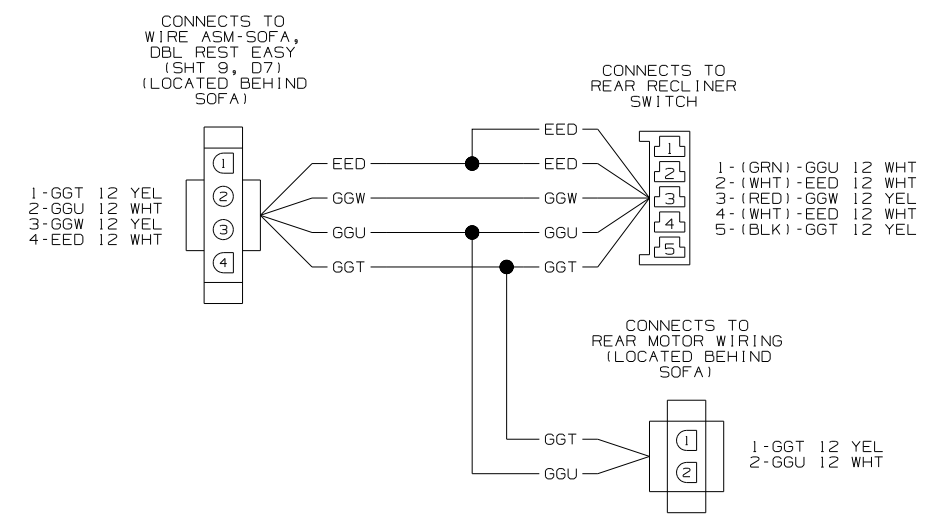 CONNECTS TO
WIRE ASM-SOFA,
DBL REST EASY
(SHT 9, D7)
(LOCATED BEHIND
SOFA)
CONNECTS TO
REAR RECLINER
SWITCH
1-GGT 12 YEL
2-GGU 12 WHT
3-GGW 12 YEL
4-EED 12 WHT
1
2
3
4
EED
GGW
GGU
GGT
EED
EED
GGW
GGU
GGT
1
2
3
4
5
1-(GRN)-GGU 12 WHT
2-(WHT)-EED 12 WHT
3-(RED)-GGW 12 YEL
4-(WHT)-EED 12 WHT
5-(BLK)-GGT 12 YEL
CONNECTS TO
REAR MOTOR WIRING
(LOCATED BEHIND
SOFA)
GGT
GGU
1
2
1-GGT 12 YEL
2-GGU 12 WHT